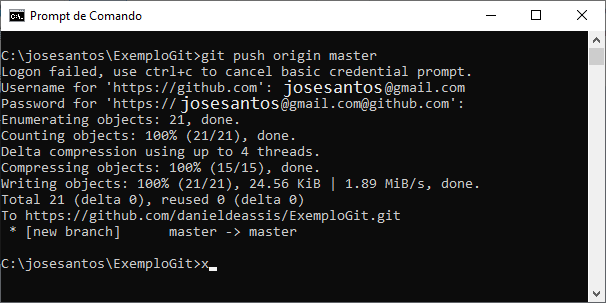 Prompt de Comando
C:\josesantos\ExemploGit>git push origin master
Logon failed, use ctrl+c to cancel basic credential prompt.
Username for 'https://github.com': josesantos@gmail.com
Password for 'https://josesantos@gmail.com@github.com':
Enumerating objects: 21, done.
Counting objects: 100% (21/21), done.
Delta compression using up to 4 threads.
Compressing objects: 100% (15/15), done.
Writing objects: 100% (21/21), 24.56 KiB | 1.89 MiB/s, done.
Total 21 (delta 0), reused 0 (delta 0)
To https://github.com/danieldeassis/ExemploGit.git
 * [new branch]      master -> master
C:\josesantos\ExemploGit>x